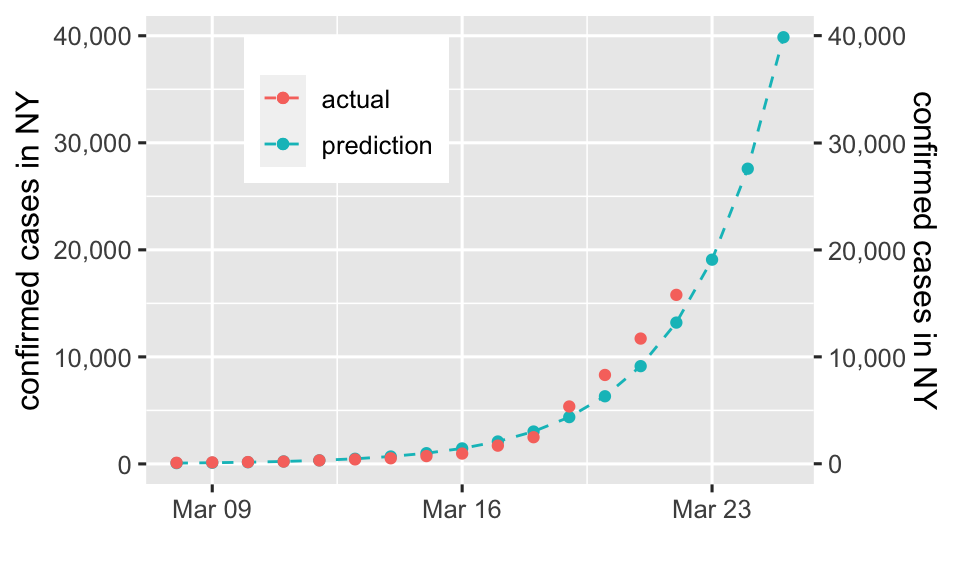 confirmed cases in NY
40,000
30,000
20,000
10,000
0
actual
prediction
40,000
30,000
20,000
10,000
0
confirmed cases in NY
Mar 09
Mar 16
Mar 23